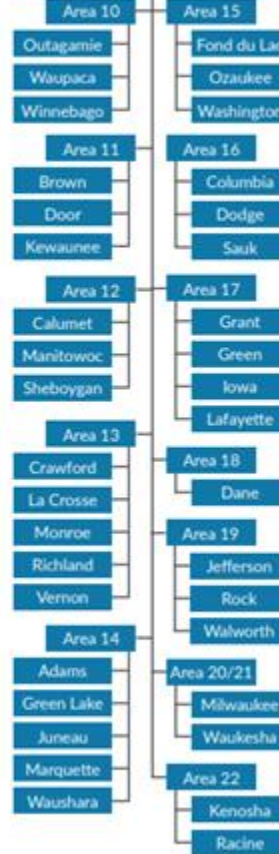 Area 10
Outagamie
Waupaca
Winnebago
Area 11
Brown
Door
Kewaunee
Area 12
Calumet
Manitowoc
Sheboygan
Area 13
Crawford
La Crosse
Monroe
Richland
Vernon
Area 14
Adams
Green Lake
Juneau
Marquette
Waushara
Area 15
Fond du Lac
Ozaukee
Washington
Area 16
Columbia
Dodge
Sauk
Area 17
Grant
Green
Iowa
Lafayette
Area 18
Dane
Area 19
Jefferson
Rock
Walworth
Area 20/21
Milwaukee
Waukesha
Area 22
Kenosha
Racine